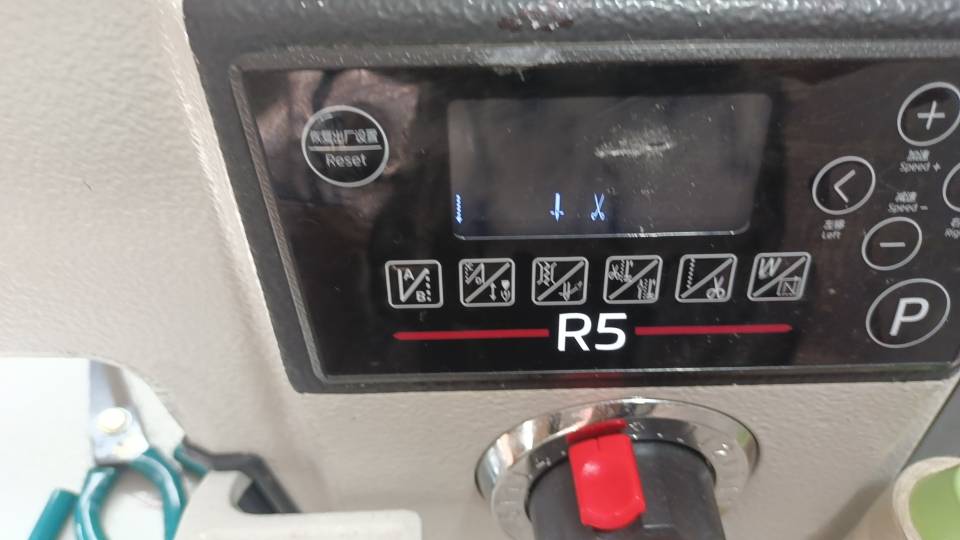 恢复出厂设置
Reset
+
加速
Speed +
<
左移
Left
减速
Speed -
−
P
A
B
W
N
R5